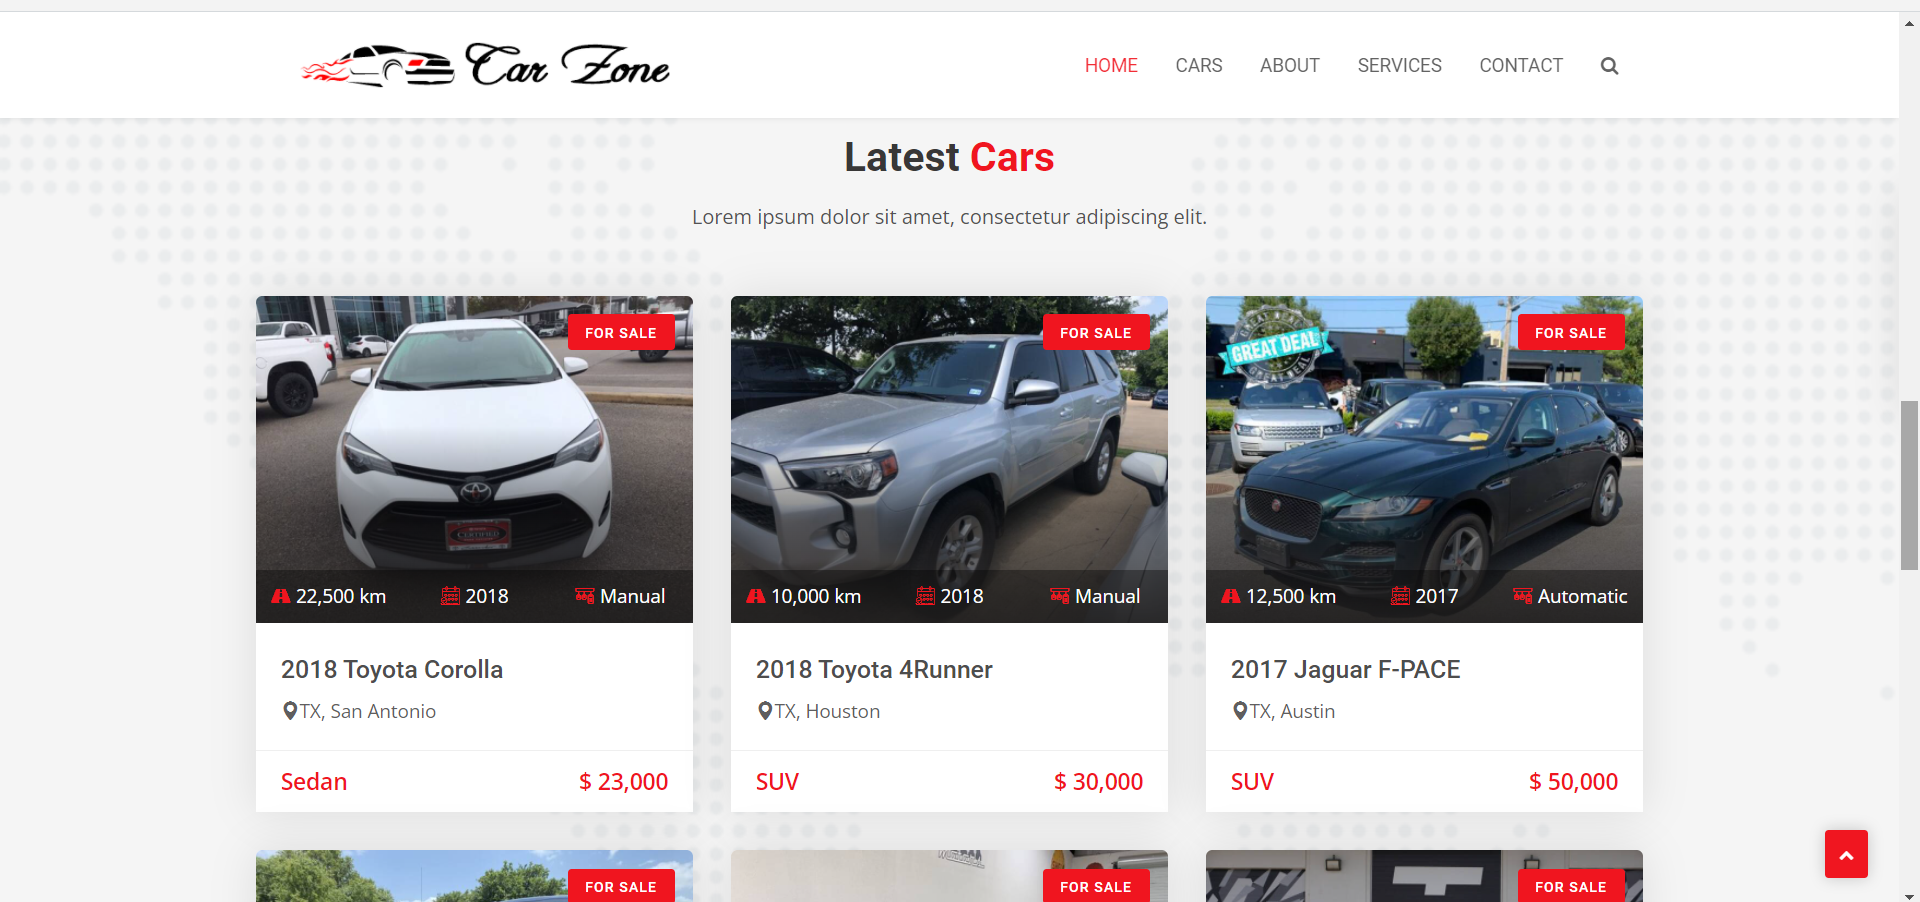 Car Zone
HOME
CARS
ABOUT
SERVICES
CONTACT
Latest Cars
Lorem ipsum dolor sit amet, consectetur adipiscing elit.
FOR SALE
CERTIFIED
22,500 km
2018
Manual
2018 Toyota Corolla
TX, San Antonio
Sedan
$ 23,000
FOR SALE
10,000 km
2018
Manual
2018 Toyota 4Runner
TX, Houston
SUV
$ 30,000
GREAT DEAL
GREAT DEAL
FOR SALE
12,500 km
2017
Automatic
2017 Jaguar F-PACE
TX, Austin
SUV
$ 50,000
FOR SALE
FOR SALE
FOR SALE